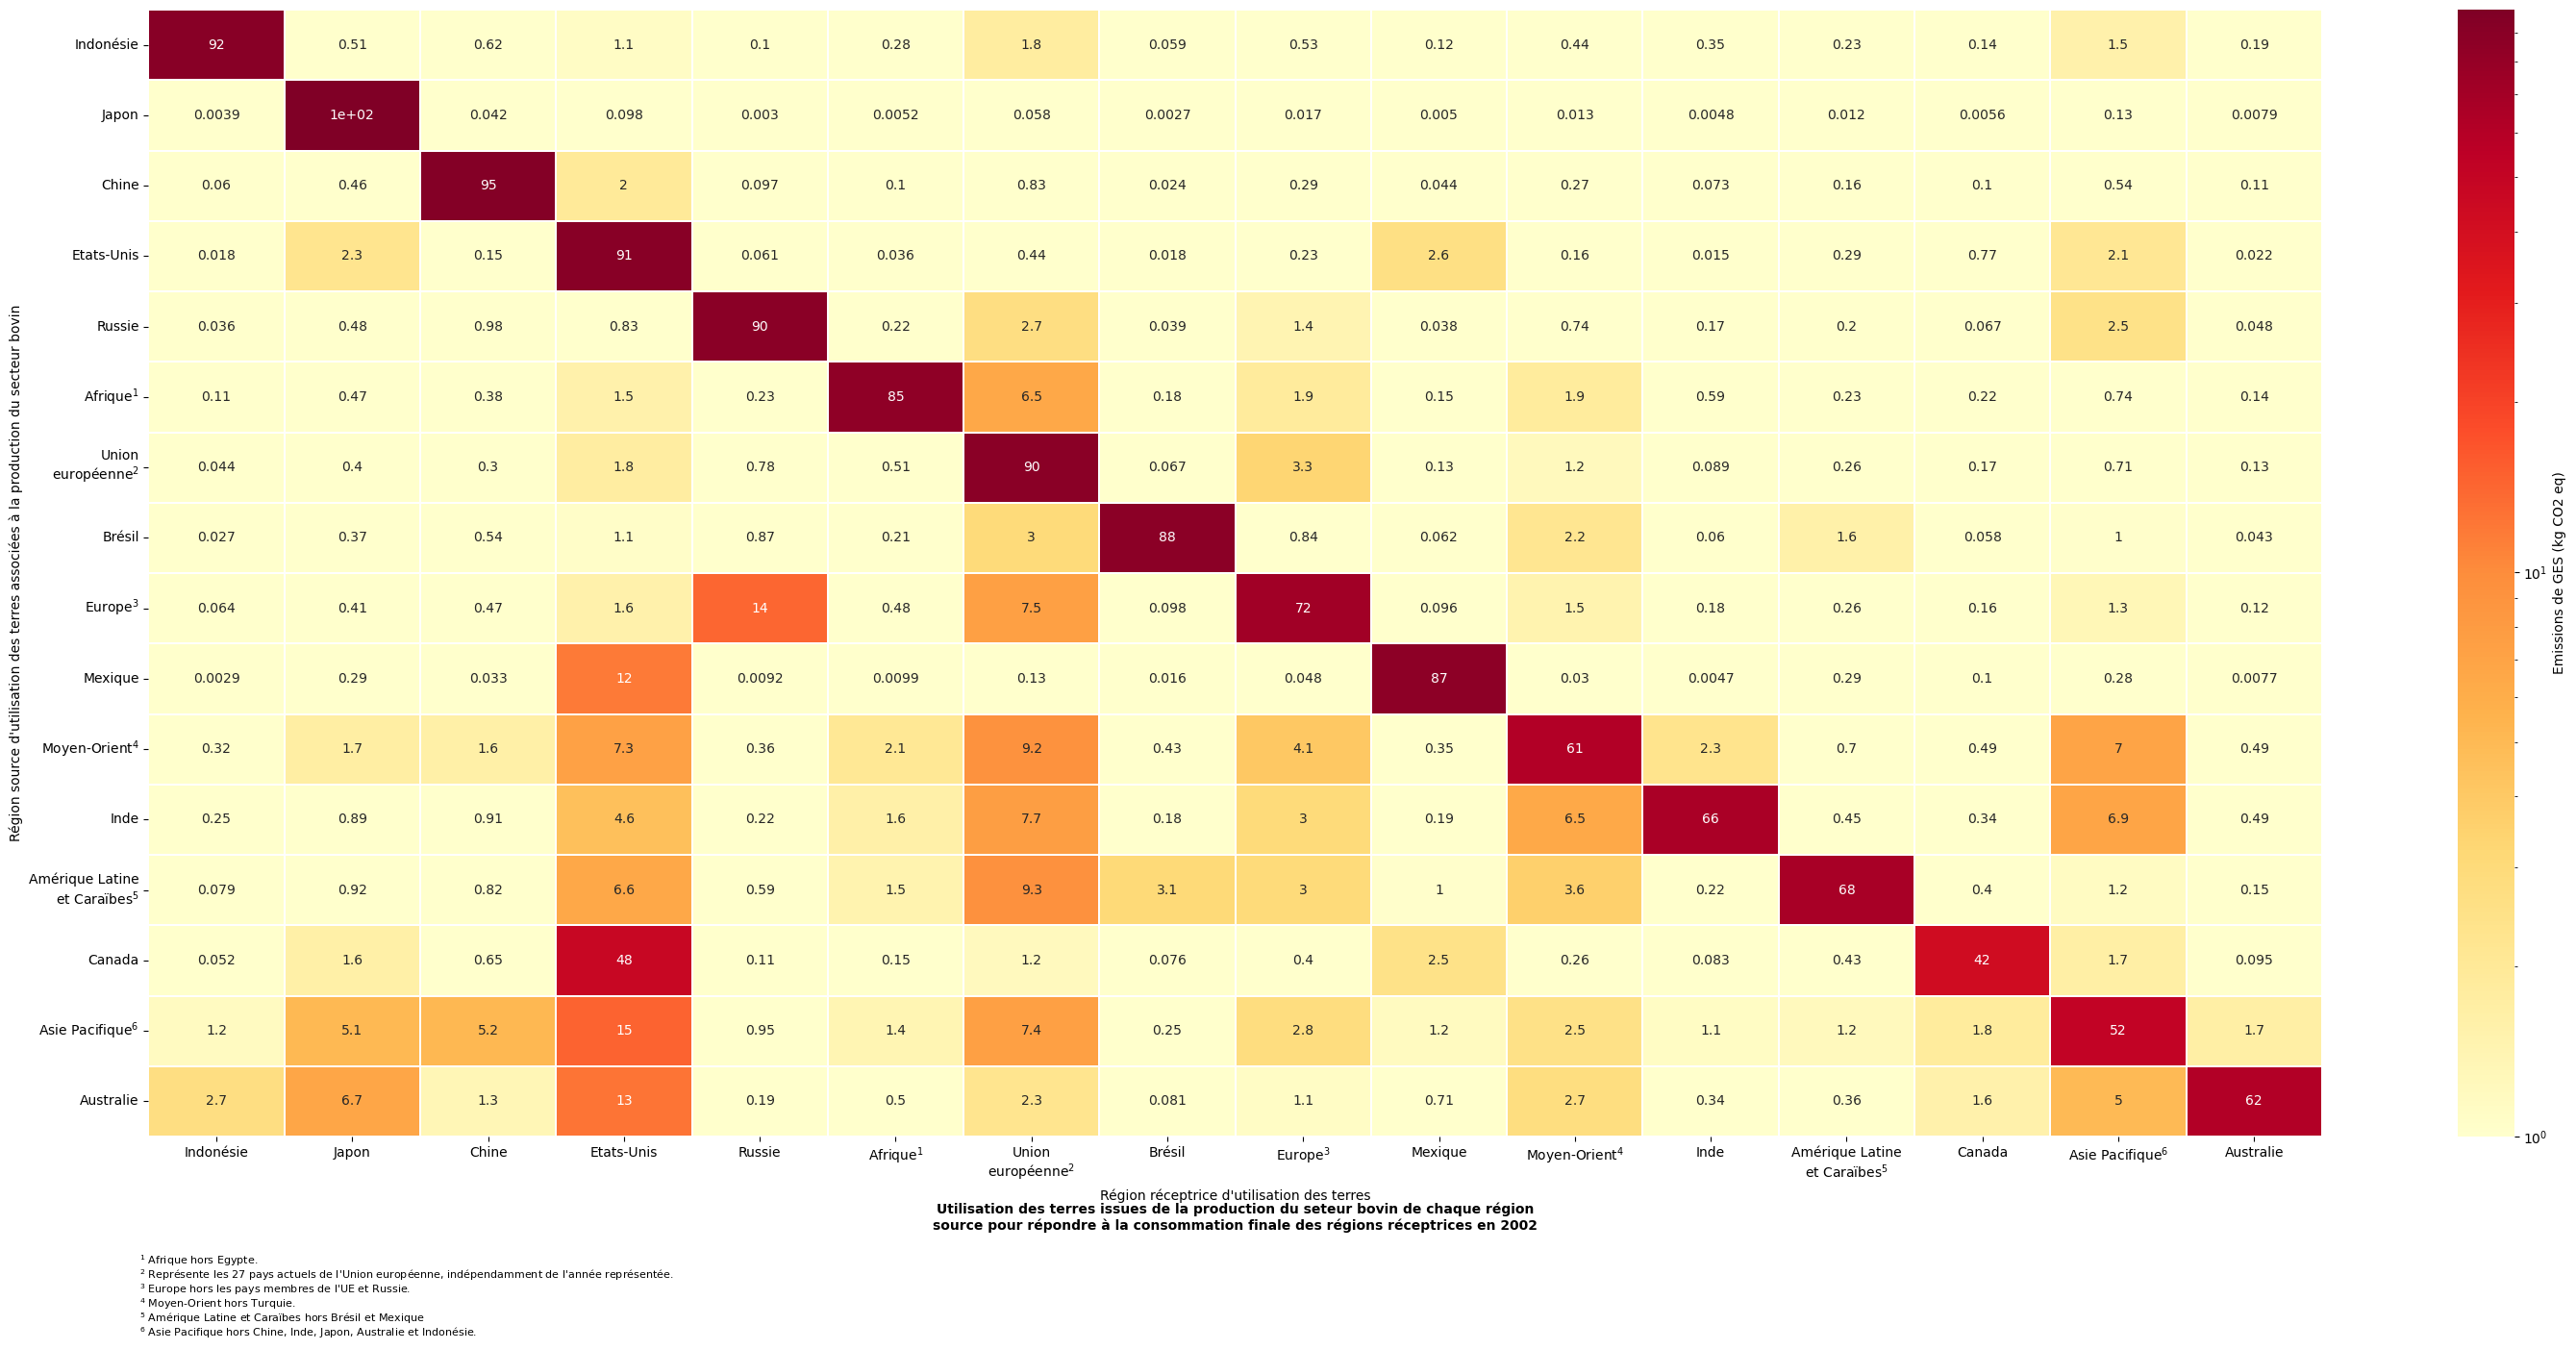 Indonésie 92 0.51 0.62 1.1 0.1 0.28 1.8 0.059 0.53 0.12 0.44 0.35 0.23 0.14 1.5 0.19
Japon 0.0039 1e+02 0.042 0.098 0.003 0.0052 0.058 0.0027 0.017 0.005 0.013 0.0048 0.012 0.0056 0.13 0.0079
Chine 0.06 0.46 95 2 0.097 0.1 0.83 0.024 0.29 0.044 0.27 0.073 0.16 0.1 0.54 0.11
Etats-Unis 0.018 2.3 0.15 91 0.061 0.036 0.44 0.018 0.23 2.6 0.16 0.015 0.29 0.77 2.1 0.022
Russie 0.036 0.48 0.98 0.83 90 0.22 2.7 0.039 1.4 0.038 0.74 0.17 0.2 0.067 2.5 0.048
Afrique¹ 0.11 0.47 0.38 1.5 0.23 85 6.5 0.18 1.9 0.15 1.9 0.59 0.23 0.22 0.74 0.14
Union
européenne² 0.044 0.4 0.3 1.8 0.78 0.51 90 0.067 3.3 0.13 1.2 0.089 0.26 0.17 0.71 0.13
Brésil 0.027 0.37 0.54 1.1 0.87 0.21 3 88 0.84 0.062 2.2 0.06 1.6 0.058 1 0.043
Europe³ 0.064 0.41 0.47 1.6 14 0.48 7.5 0.098 72 0.096 1.5 0.18 0.26 0.16 1.3 0.12
Mexique 0.0029 0.29 0.033 12 0.0092 0.0099 0.13 0.016 0.048 87 0.03 0.0047 0.29 0.1 0.28 0.0077
Moyen-Orient⁴ 0.32 1.7 1.6 7.3 0.36 2.1 9.2 0.43 4.1 0.35 61 2.3 0.7 0.49 7 0.49
Inde 0.25 0.89 0.91 4.6 0.22 1.6 7.7 0.18 3 0.19 6.5 66 0.45 0.34 6.9 0.49
Amérique Latine
et Caraïbes⁵ 0.079 0.92 0.82 6.6 0.59 1.5 9.3 3.1 3 1 3.6 0.22 68 0.4 1.2 0.15
Canada 0.052 1.6 0.65 48 0.11 0.15 1.2 0.076 0.4 2.5 0.26 0.083 0.43 42 1.7 0.095
Asie Pacifique⁶ 1.2 5.1 5.2 15 0.95 1.4 7.4 0.25 2.8 1.2 2.5 1.1 1.2 1.8 52 1.7
Australie 2.7 6.7 1.3 13 0.19 0.5 2.3 0.081 1.1 0.71 2.7 0.34 0.36 1.6 5 62
Région source d'utilisation des terres associées à la production du secteur bovin
Indonésie Japon Chine Etats-Unis Russie Afrique¹ Union Brésil Europe³ Mexique Moyen-Orient⁴ Inde Amérique Latine Canada Asie Pacifique⁶ Australie
européenne² et Caraïbes⁵
10¹
10⁰
Emissions de GES (kg CO2 eq)
Région réceptrice d'utilisation des terres
Utilisation des terres issues de la production du seteur bovin de chaque région
source pour répondre à la consommation finale des régions réceptrices en 2002
¹ Afrique hors Egypte.
² Représente les 27 pays actuels de l'Union européenne, indépendamment de l'année représentée.
³ Europe hors les pays membres de l'UE et Russie.
⁴ Moyen-Orient hors Turquie.
⁵ Amérique Latine et Caraïbes hors Brésil et Mexique
⁶ Asie Pacifique hors Chine, Inde, Japon, Australie et Indonésie.